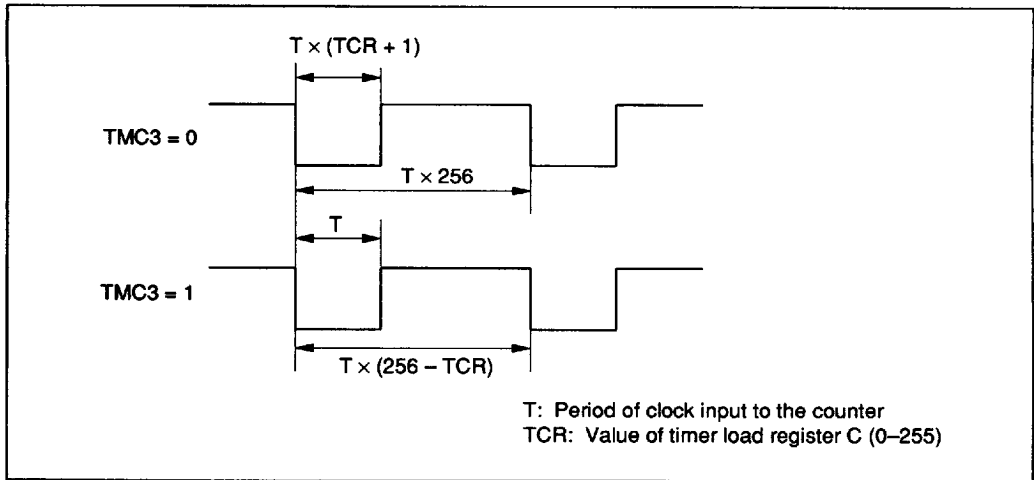 T × (TCR + 1)
TMC3 = 0
T × 256
T
TMC3 = 1
T × (256 – TCR)
T: Period of clock input to the counter
TCR: Value of timer load register C (0–255)